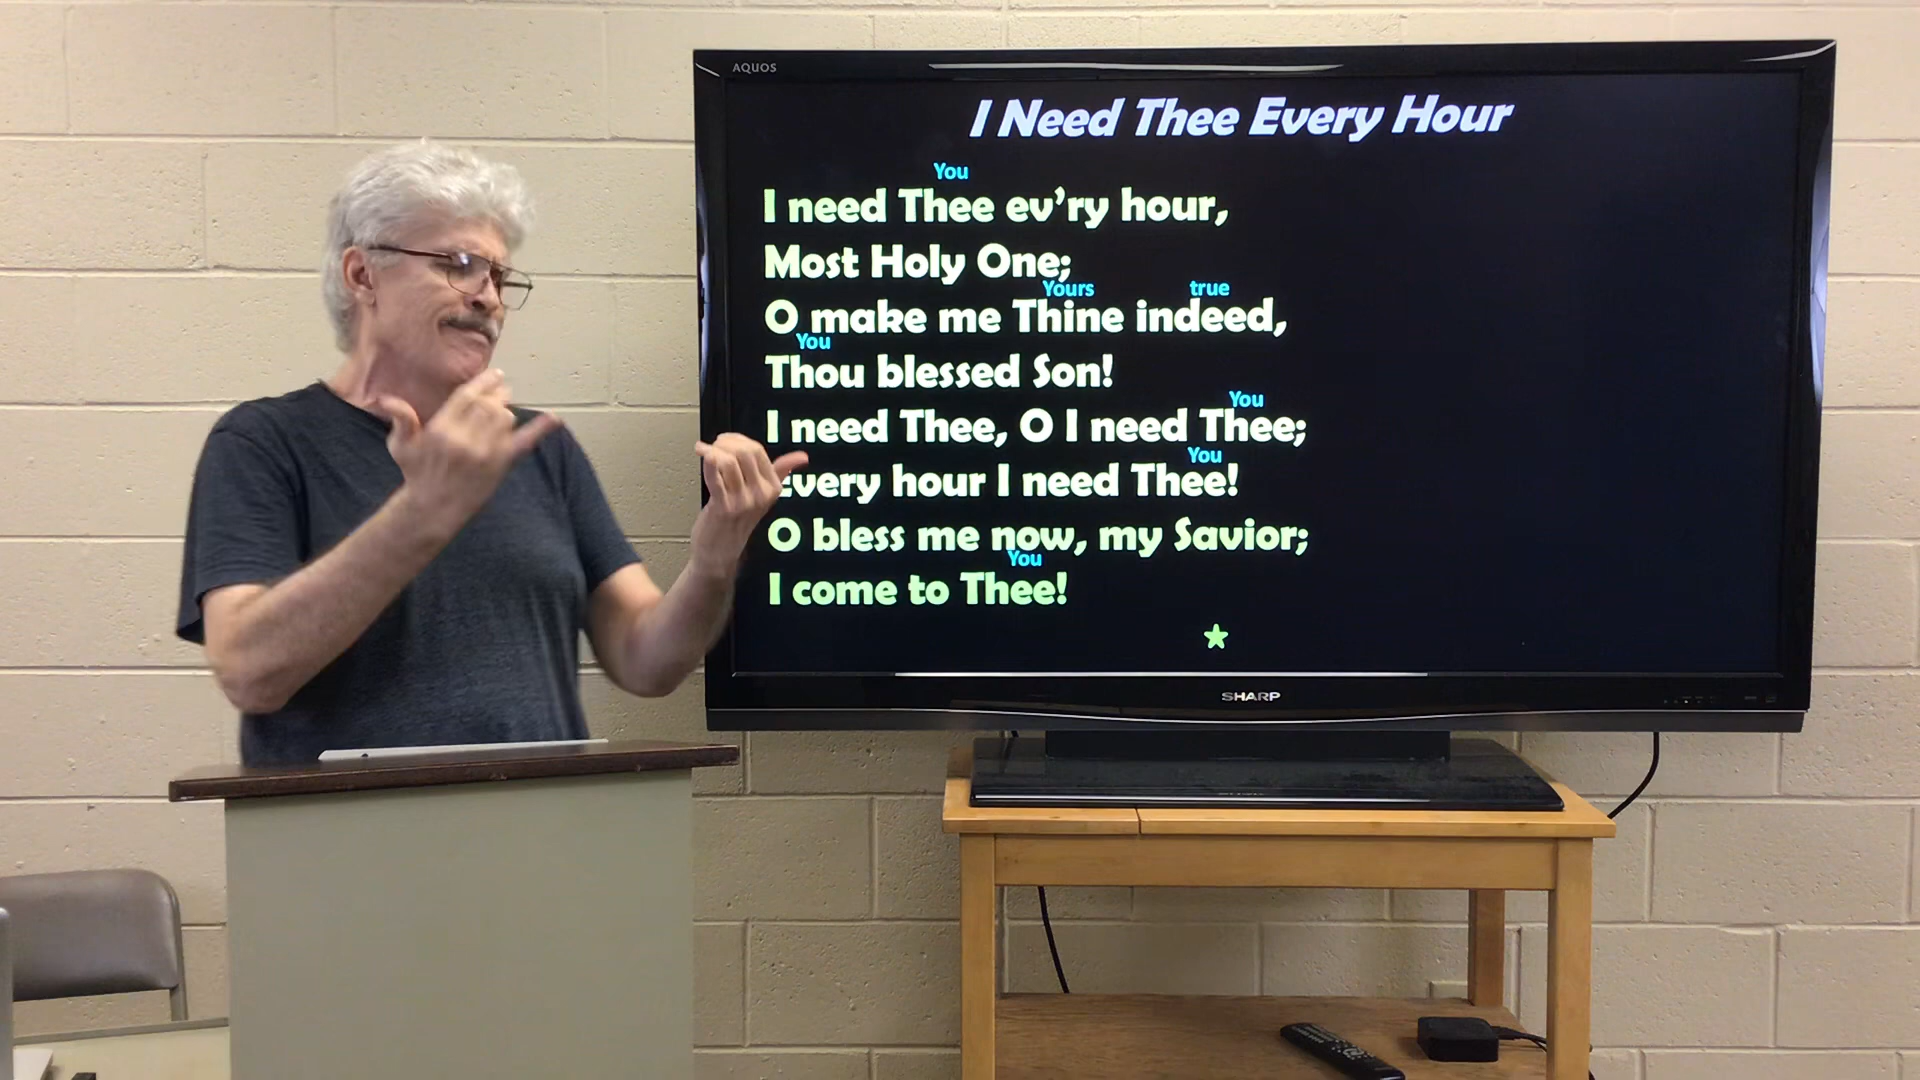 AQUOS
I Need Thee Every Hour
You
I need Thee ev'ry hour,
Most Holy One;
Yours true
O make me Thine indeed,
You
Thou blessed Son!
You
I need Thee, O I need Thee;
You
Every hour I need Thee!
O bless me now, my Savior;
You
I come to Thee!
SHARP